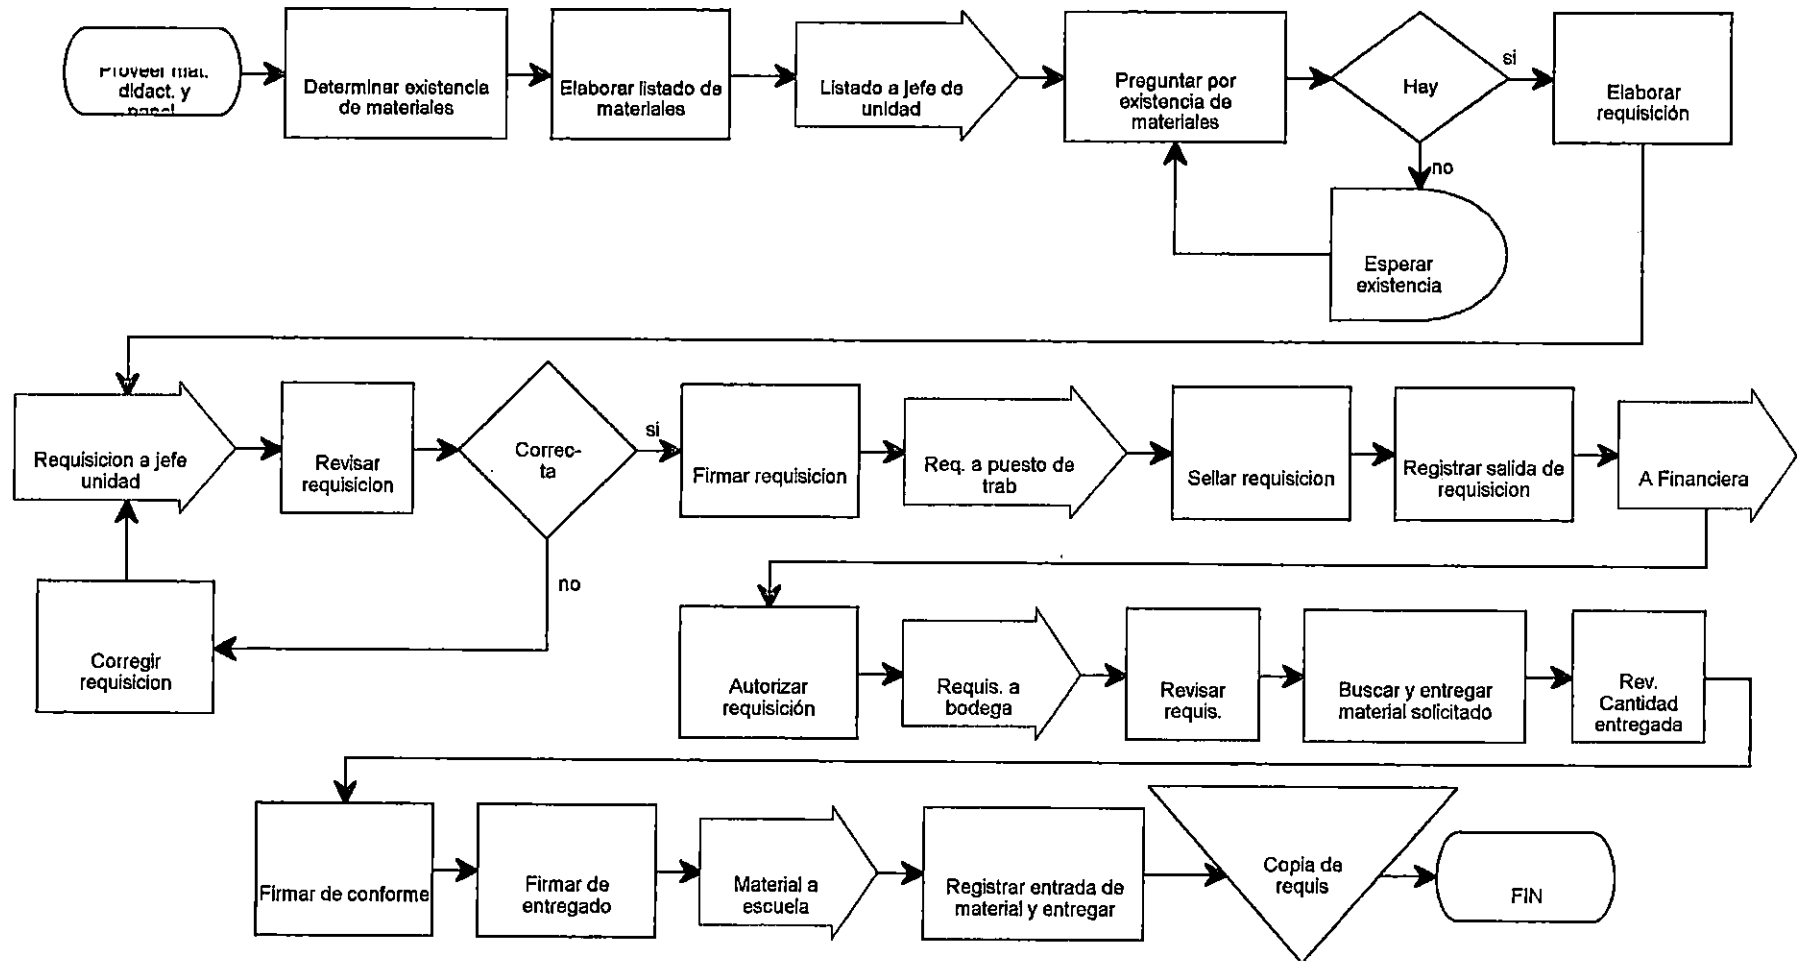 Proveer mat.
didact. y
papel
Determinar existencia
de materiales
Elaborar listado de
materiales
Listado a jefe de
unidad
Preguntar por
existencia de
materiales
Hay
si
Elaborar
requisición
no
Esperar
existencia
Requisicion a jefe
unidad
Revisar
requisicion
Correc-
ta
si
Firmar requisicion
Req. a puesto de
trab
Sellar requisicion
Registrar salida de
requisicion
A Financiera
no
Corregir
requisicion
Autorizar
requisición
Requis. a
bodega
Revisar
requis.
Buscar y entregar
material solicitado
Rev.
Cantidad
entregada
Firmar de conforme
Firmar de
entregado
Material a
escuela
Registrar entrada de
material y entregar
Copia de
requis
FIN